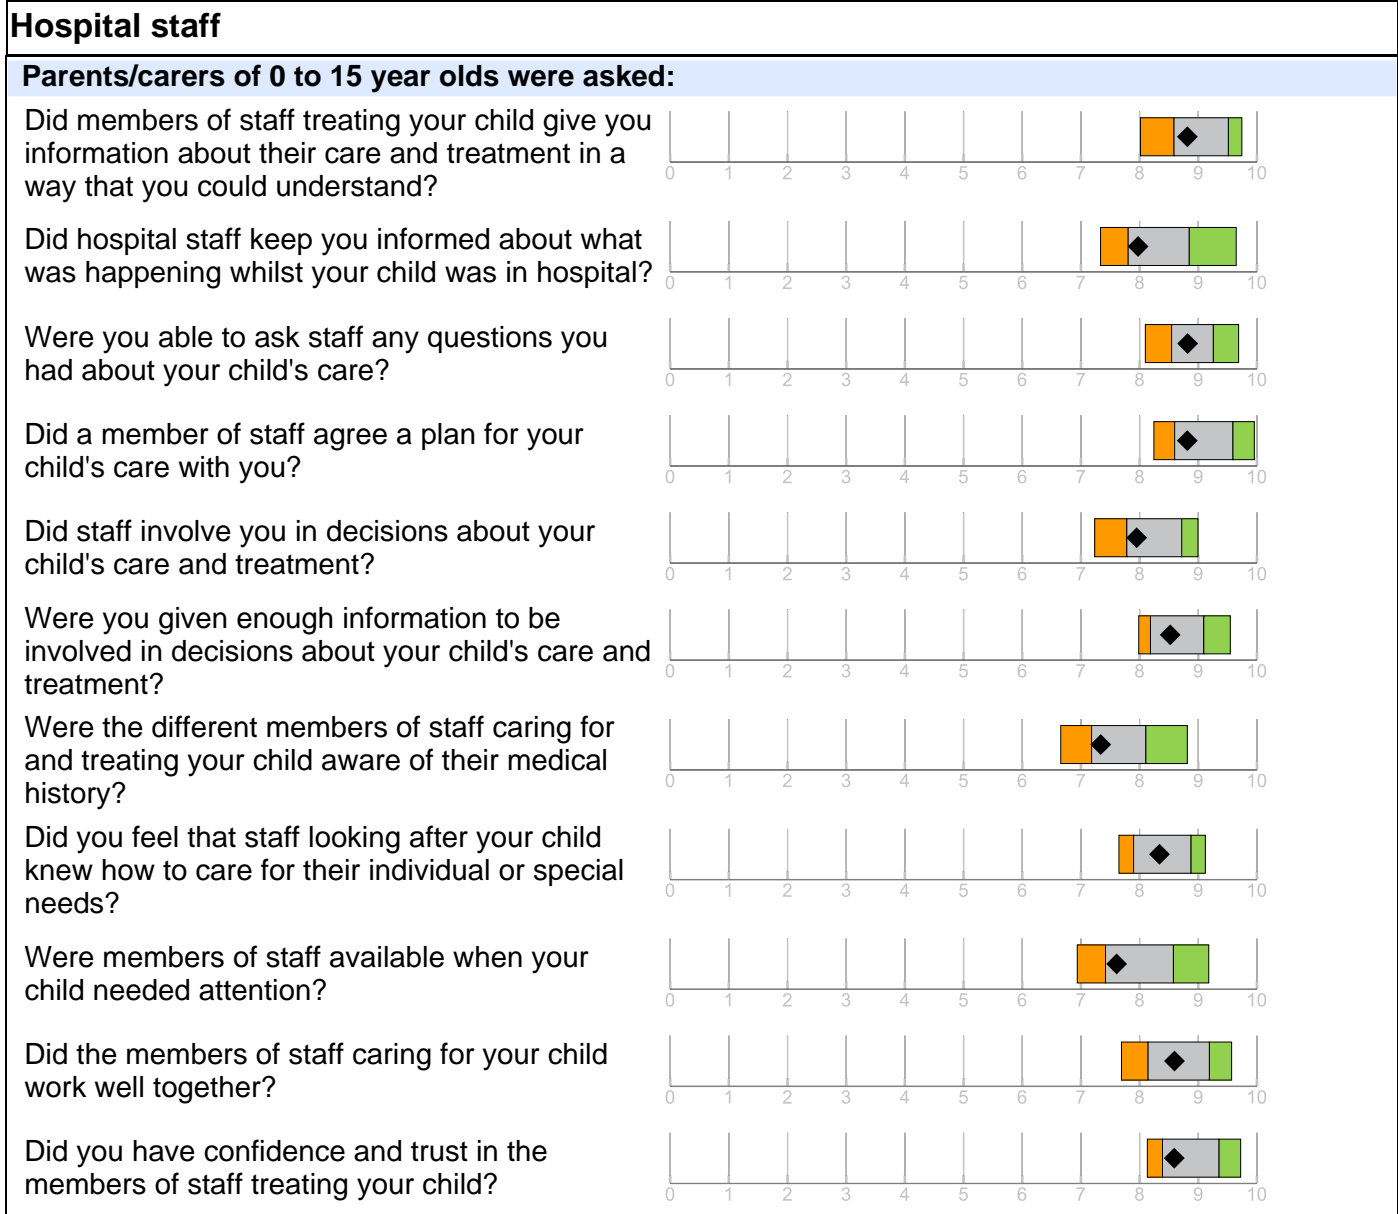 Hospital staff
Parents/carers of 0 to 15 year olds were asked:
Did members of staff treating your child give you
information about their care and treatment in a
way that you could understand?
0 1 2 3 4 5 6 7 8 9 10
Did hospital staff keep you informed about what
was happening whilst your child was in hospital?
0 1 2 3 4 5 6 7 8 9 10
Were you able to ask staff any questions you
had about your child's care?
0 1 2 3 4 5 6 7 8 9 10
Did a member of staff agree a plan for your
child's care with you?
0 1 2 3 4 5 6 7 8 9 10
Did staff involve you in decisions about your
child's care and treatment?
0 1 2 3 4 5 6 7 8 9 10
Were you given enough information to be
involved in decisions about your child's care and
treatment?
0 1 2 3 4 5 6 7 8 9 10
Were the different members of staff caring for
and treating your child aware of their medical
history?
0 1 2 3 4 5 6 7 8 9 10
Did you feel that staff looking after your child
knew how to care for their individual or special
needs?
0 1 2 3 4 5 6 7 8 9 10
Were members of staff available when your
child needed attention?
0 1 2 3 4 5 6 7 8 9 10
Did the members of staff caring for your child
work well together?
0 1 2 3 4 5 6 7 8 9 10
Did you have confidence and trust in the
members of staff treating your child?
0 1 2 3 4 5 6 7 8 9 10